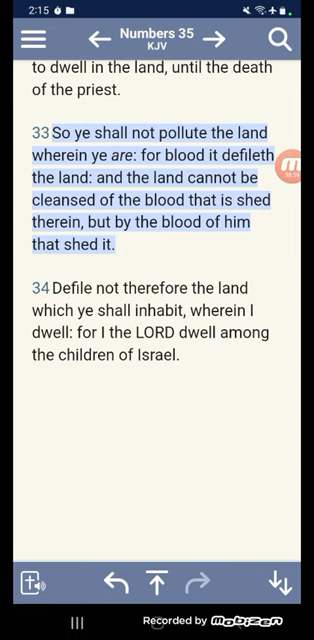 2:15
Numbers 35
KJV
to dwell in the land, until the death
of the priest.
33 So ye shall not pollute the land
wherein ye are: for blood it defileth
the land: and the land cannot be
cleansed of the blood that is shed
therein, but by the blood of him
that shed it.
34 Defile not therefore the land
which ye shall inhabit, wherein I
dwell: for I the LORD dwell among
the children of Israel.
Recorded by mobizen